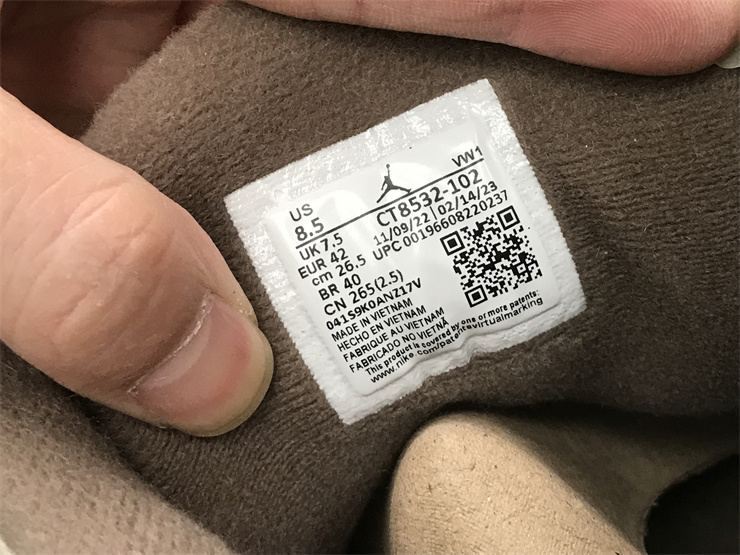 VW1
US
8.5 CT8532-102
UK 7.5 11/09/22 02/14/23
EUR 42 UPC 00196608220237
cm 26.5
BR 40
CN 265(2.5)
041S9K0ANZ17V
MADE IN VIETNAM
HECHO EN VIETNAM
FABRIQUE AU VIETNAM
FABRICADO NO VIETNÃ
This product is covered by one or more patents:
www.nike.com/patentsvirtualmarking